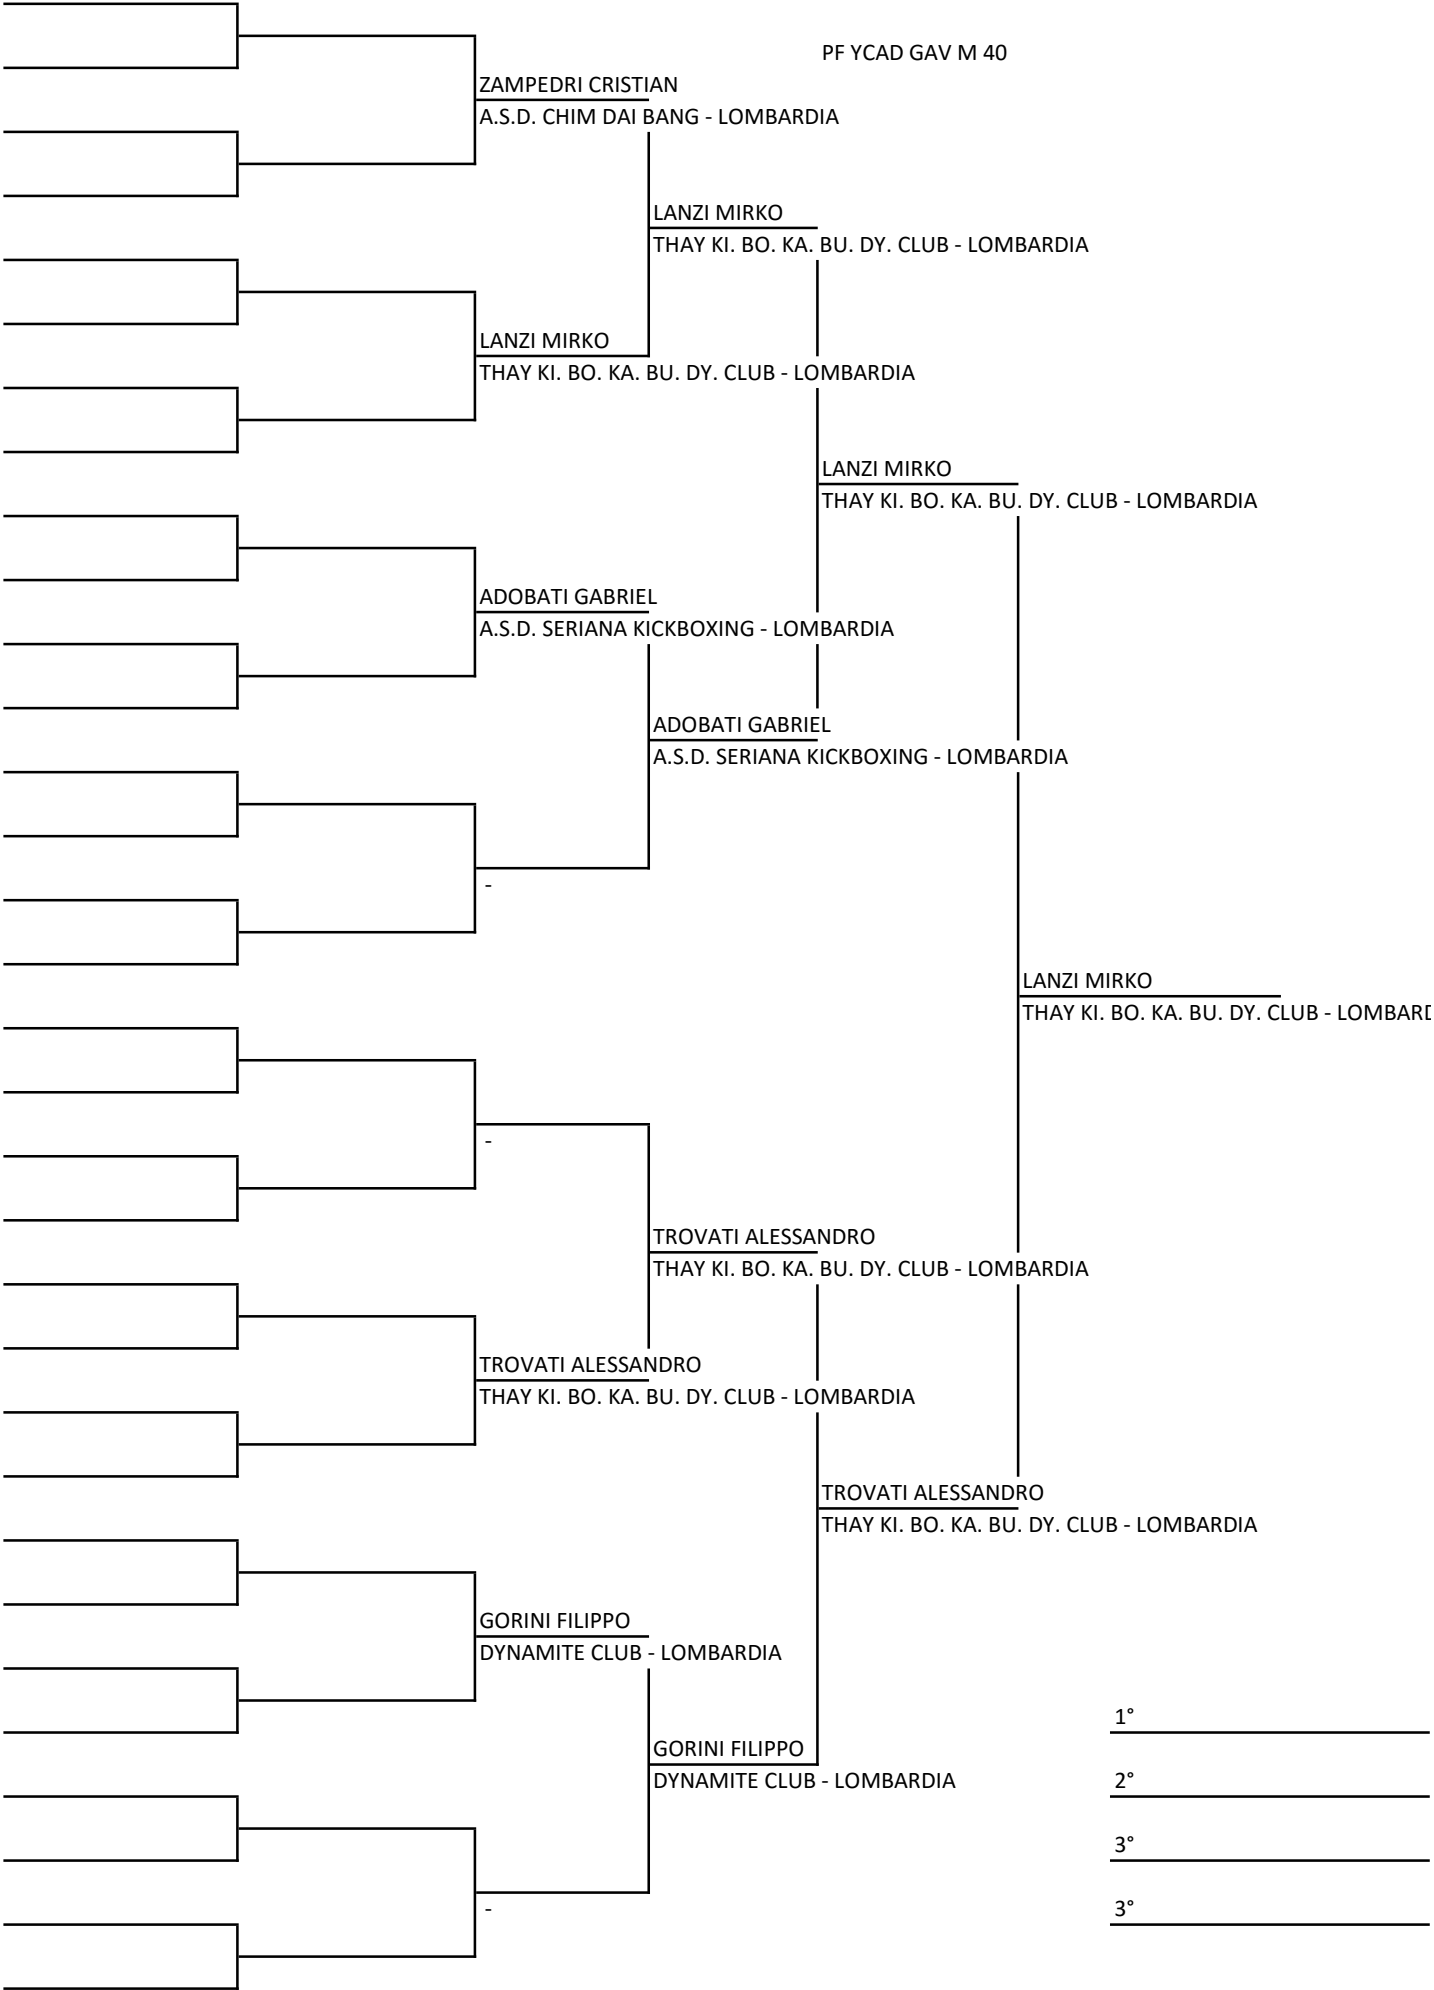 PF YCAD GAV M 40
ZAMPEDRI CRISTIAN
A.S.D. CHIM DAI BANG - LOMBARDIA
LANZI MIRKO
THAY KI. BO. KA. BU. DY. CLUB - LOMBARDIA
LANZI MIRKO
THAY KI. BO. KA. BU. DY. CLUB - LOMBARDIA
LANZI MIRKO
THAY KI. BO. KA. BU. DY. CLUB - LOMBARDIA
ADOBATI GABRIEL
A.S.D. SERIANA KICKBOXING - LOMBARDIA
ADOBATI GABRIEL
A.S.D. SERIANA KICKBOXING - LOMBARDIA
-
LANZI MIRKO
THAY KI. BO. KA. BU. DY. CLUB - LOMBARD
-
TROVATI ALESSANDRO
THAY KI. BO. KA. BU. DY. CLUB - LOMBARDIA
TROVATI ALESSANDRO
THAY KI. BO. KA. BU. DY. CLUB - LOMBARDIA
TROVATI ALESSANDRO
THAY KI. BO. KA. BU. DY. CLUB - LOMBARDIA
GORINI FILIPPO
DYNAMITE CLUB - LOMBARDIA
1°
GORINI FILIPPO
DYNAMITE CLUB - LOMBARDIA
2°
3°
-
3°